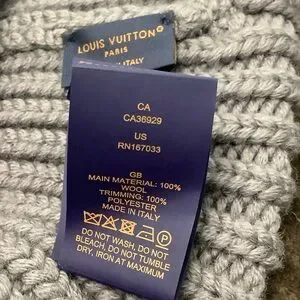 LOUIS VUITTON
PARIS
ITALY
CA
CA36929
US
RN167033
GB
MAIN MATERIAL: 100%
WOOL
TRIMMING: 100%
POLYESTER
MADE IN ITALY
DO NOT WASH, DO NOT
BLEACH, DO NOT TUMBLE
DRY, IRON AT MAXIMUM